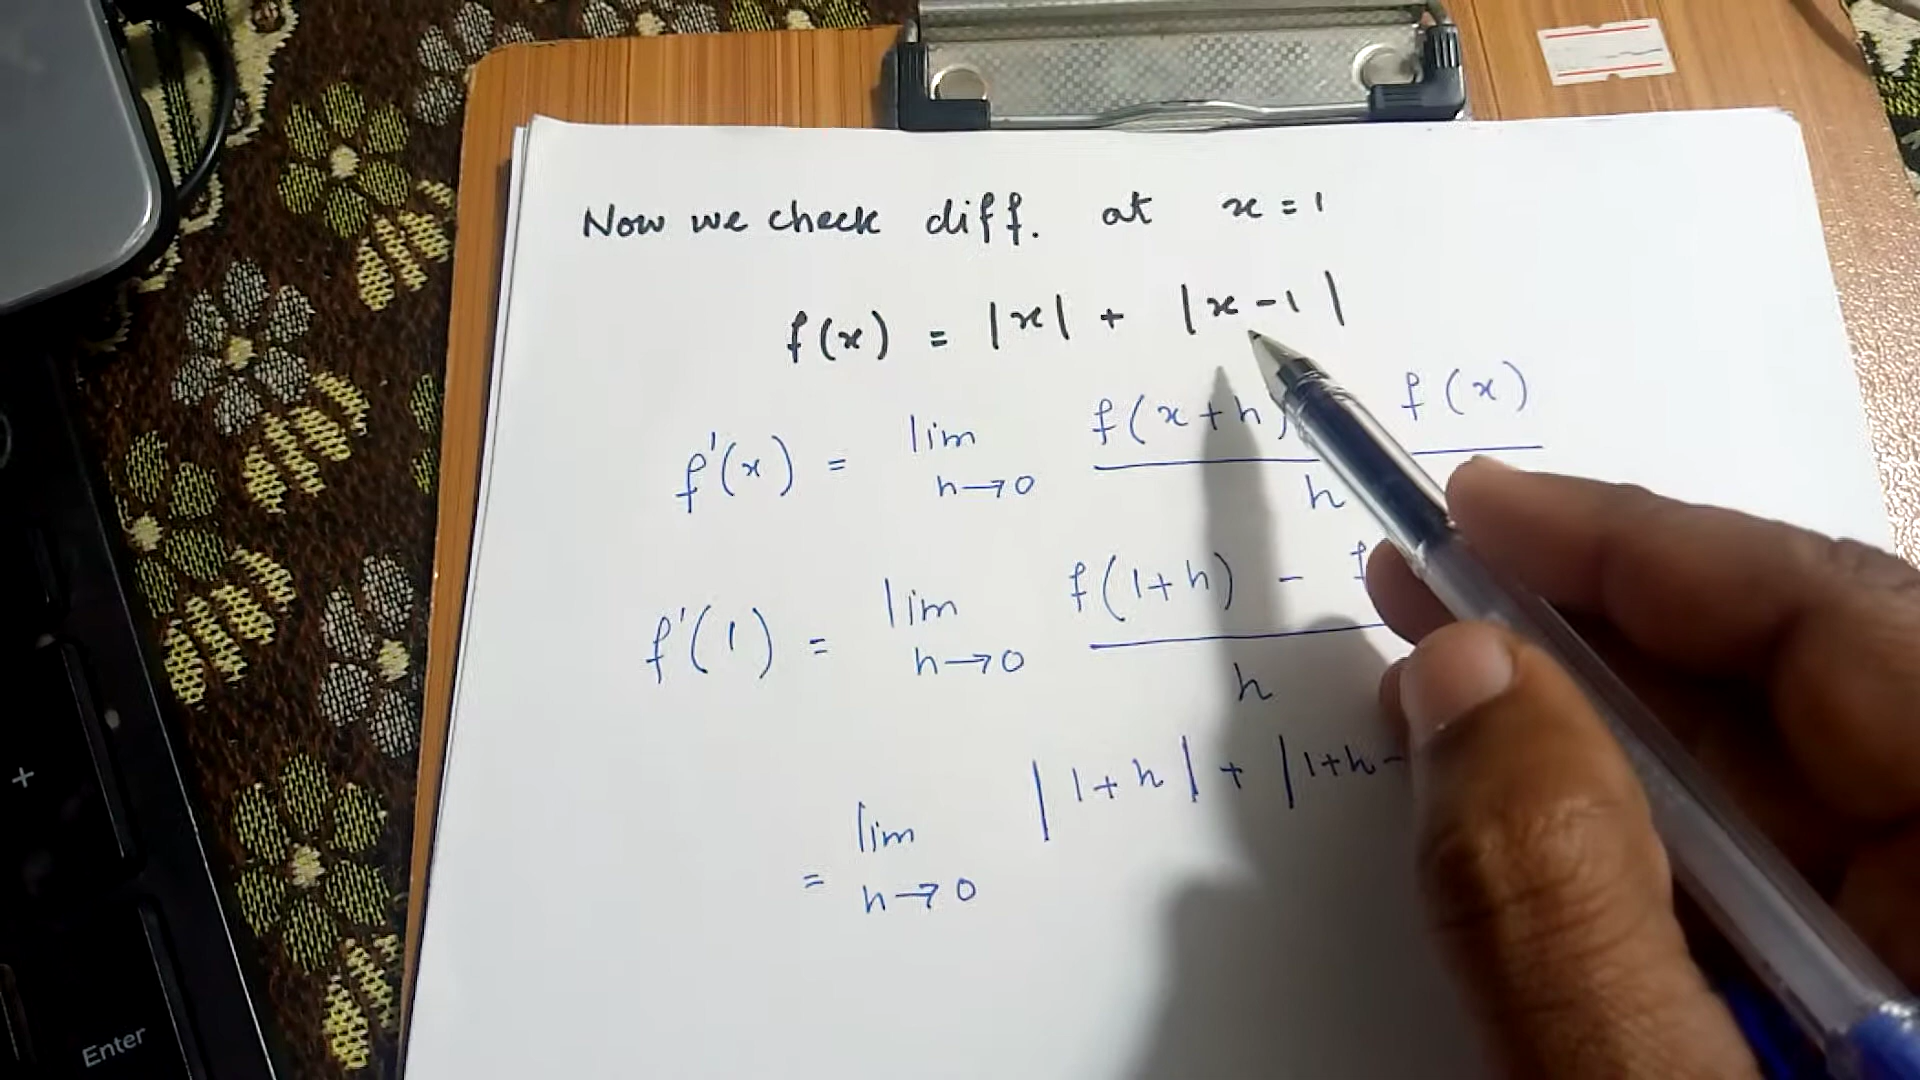 Now we check diff. at x = 1
f(x) = |x| + |x-1|
f'(x) = lim h→0 f(x+h) f(x) / h
f'(1) = lim h→0 f(1+h) - f / h
= lim h→0 |1+h| + |1+h-
+
Enter